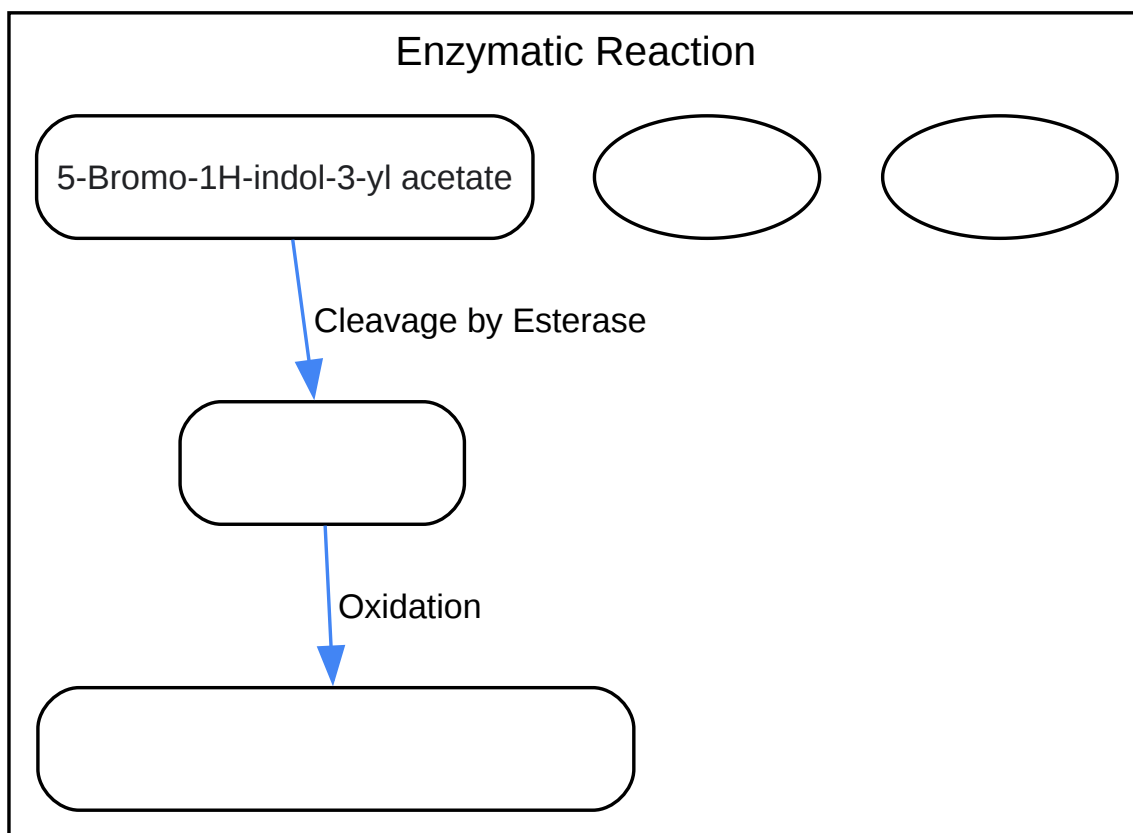 Enzymatic Reaction
5-Bromo-1H-indol-3-yl acetate
Cleavage by Esterase
Oxidation